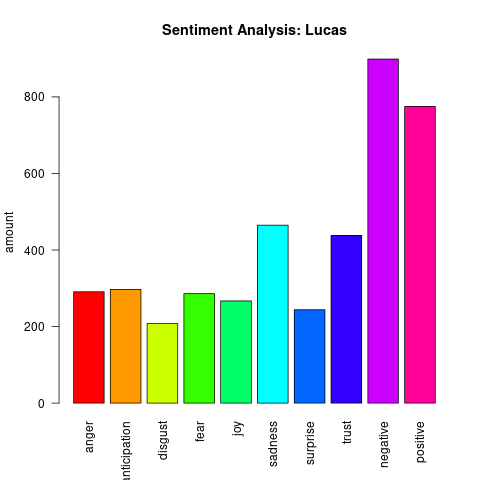 Sentiment Analysis: Lucas
amount
800
600
400
200
0
anger
nticipation
disgust
fear
joy
sadness
surprise
trust
negative
positive